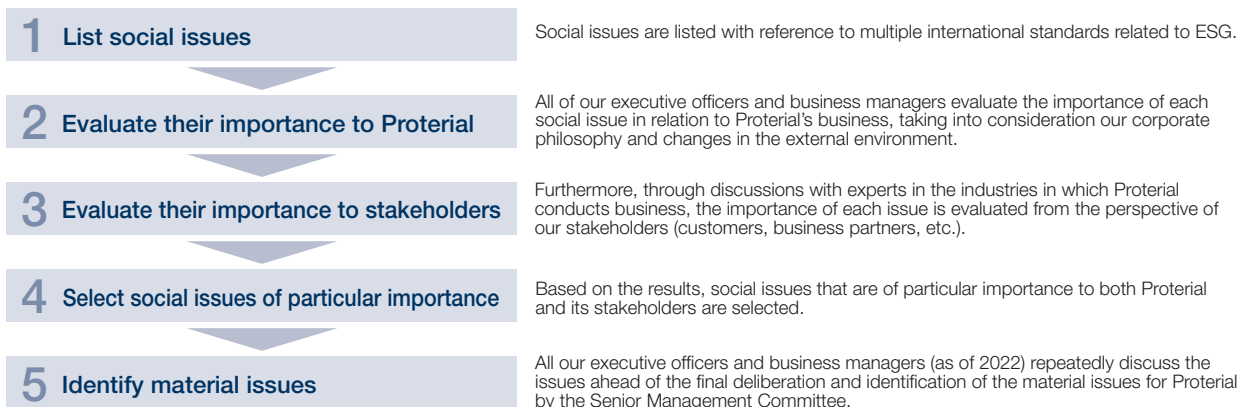 1 List social issues
Social issues are listed with reference to multiple international standards related to ESG.
2 Evaluate their importance to Proterial
All of our executive officers and business managers evaluate the importance of each
social issue in relation to Proterial's business, taking into consideration our corporate
philosophy and changes in the external environment.
3 Evaluate their importance to stakeholders
Furthermore, through discussions with experts in the industries in which Proterial
conducts business, the importance of each issue is evaluated from the perspective of
our stakeholders (customers, business partners, etc.).
4 Select social issues of particular importance
Based on the results, social issues that are of particular importance to both Proterial
and its stakeholders are selected.
5 Identify material issues
All our executive officers and business managers (as of 2022) repeatedly discuss the
issues ahead of the final deliberation and identification of the material issues for Proterial
by the Senior Management Committee.